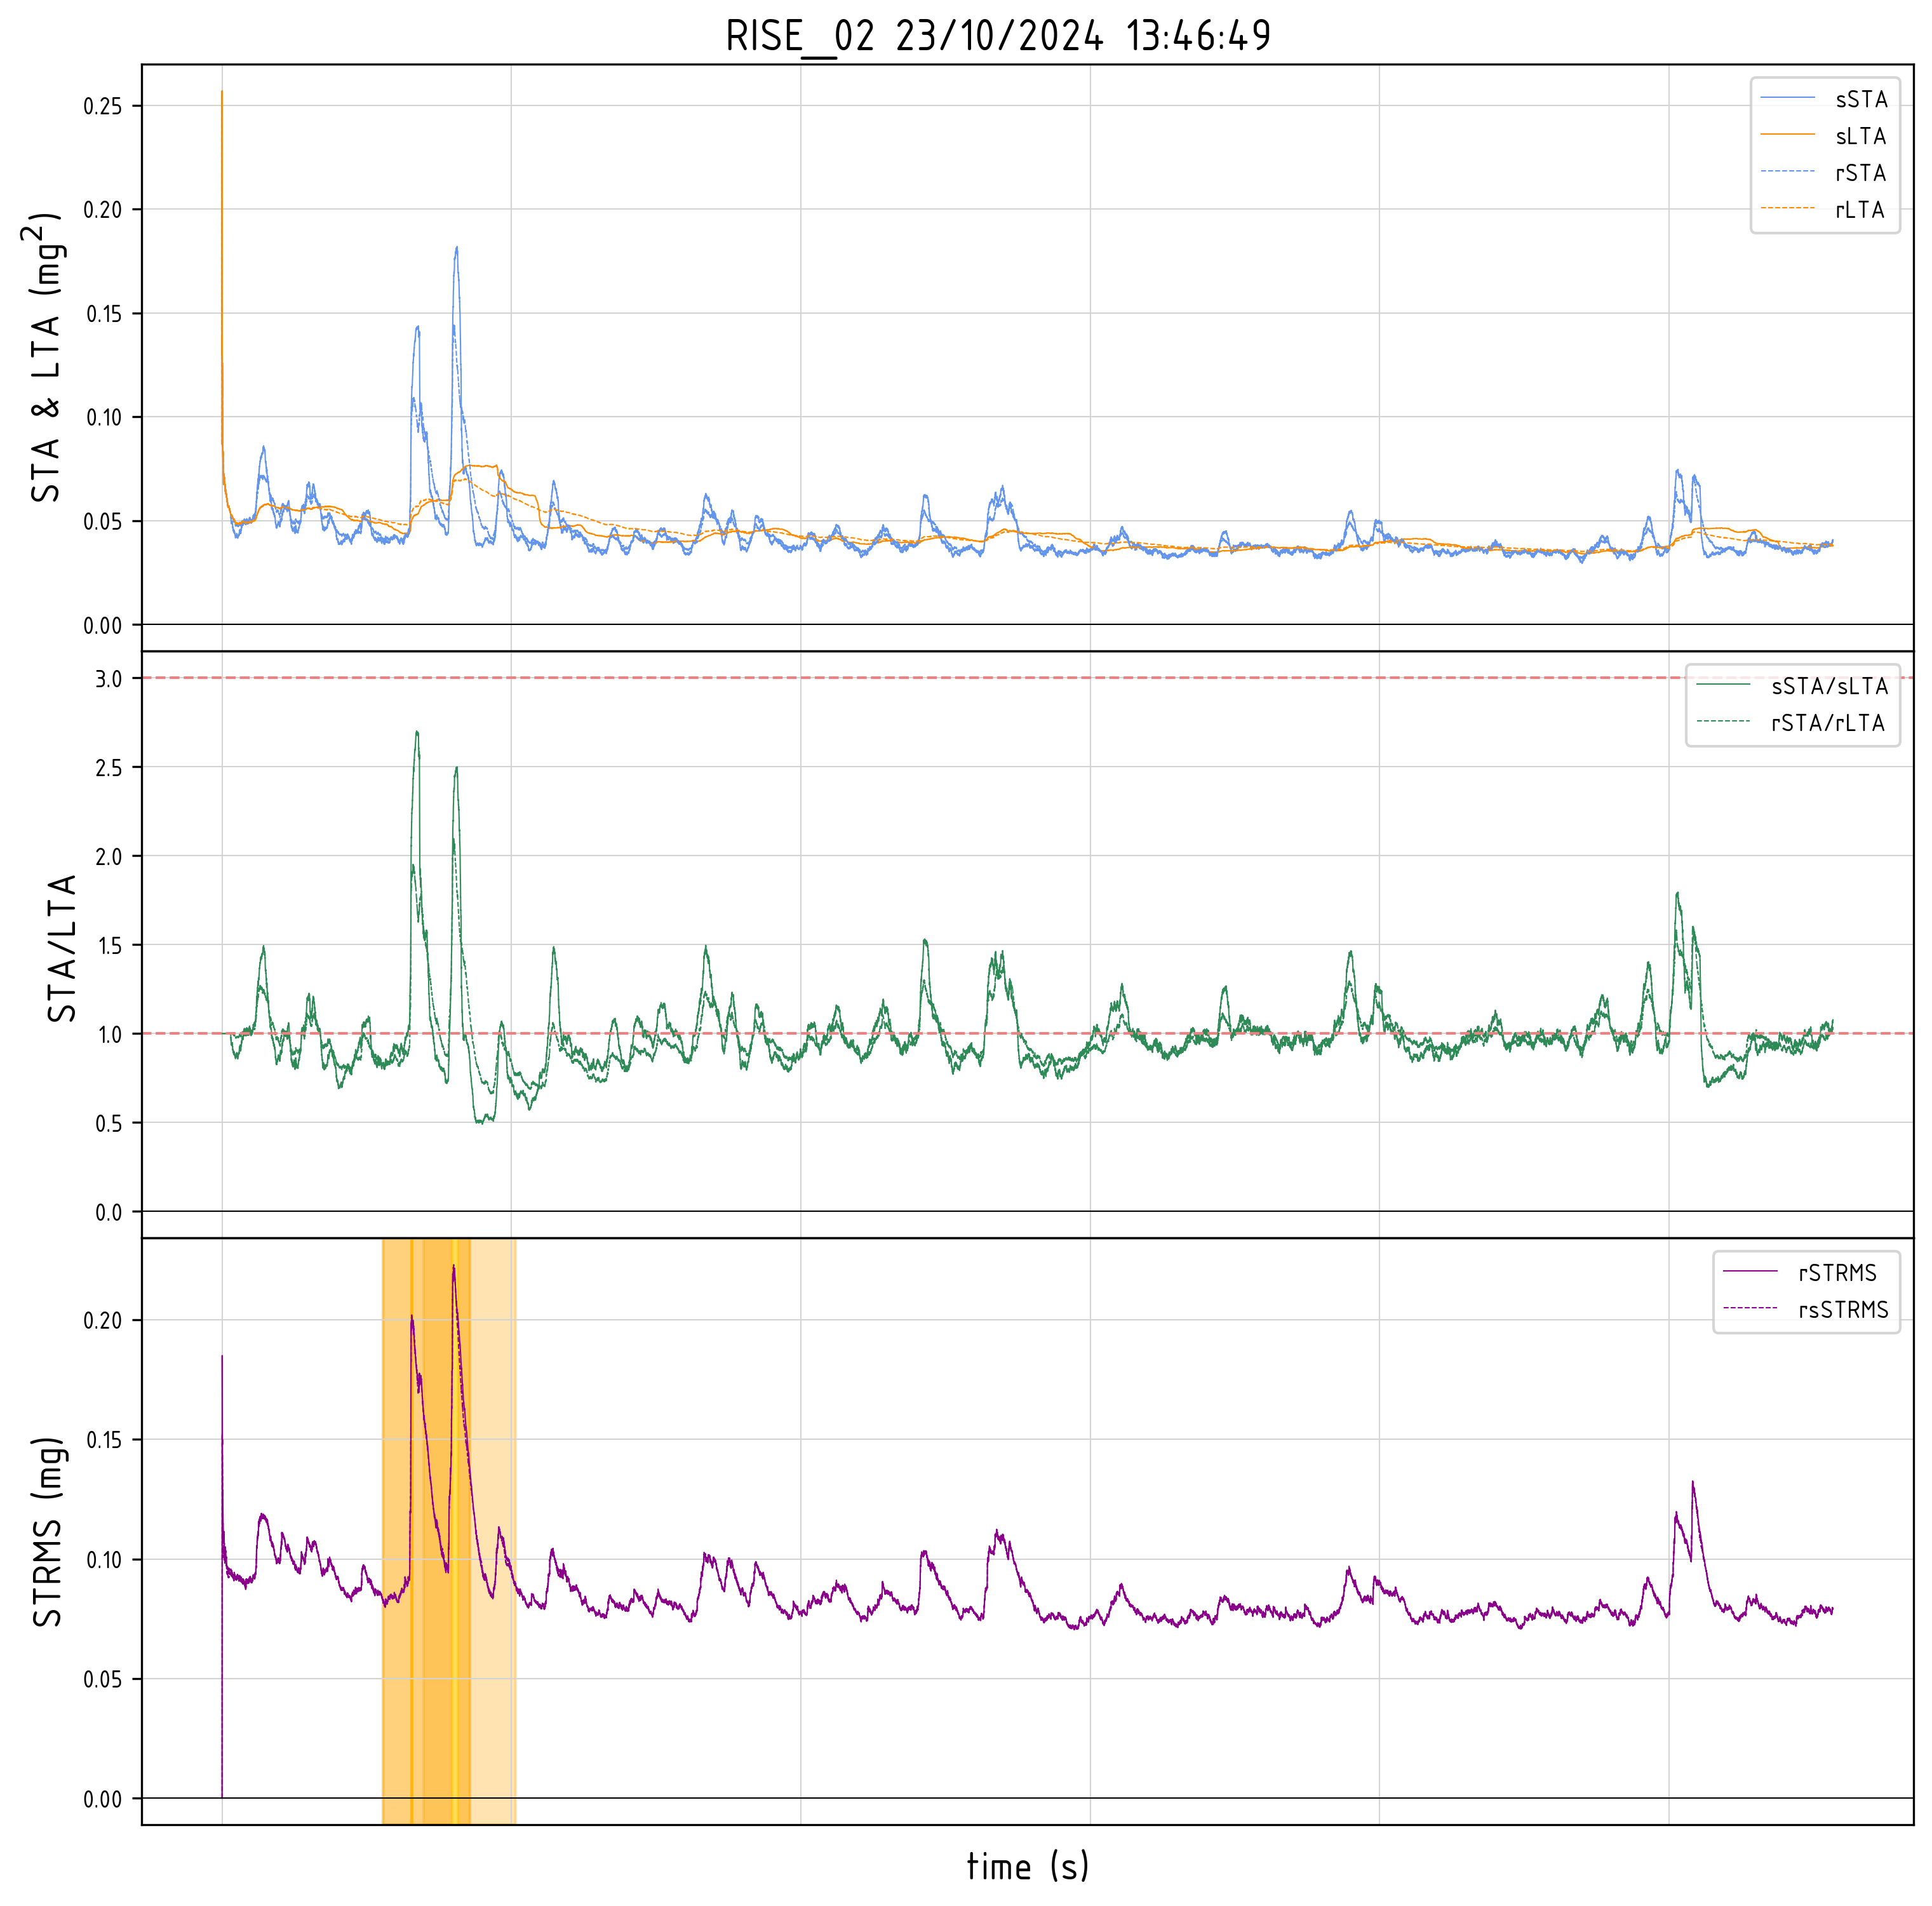 RISE_02 23/10/2024 13:46:49
STA & LTA (mg²)
0.25
0.20
0.15
0.10
0.05
0.00
sSTA
sLTA
rSTA
rLTA
STA/LTA
3.0
2.5
2.0
1.5
1.0
0.5
0.0
sSTA/sLTA
rSTA/rLTA
STRMS (mg)
0.20
0.15
0.10
0.05
0.00
rSTRMS
rsSTRMS
time (s)